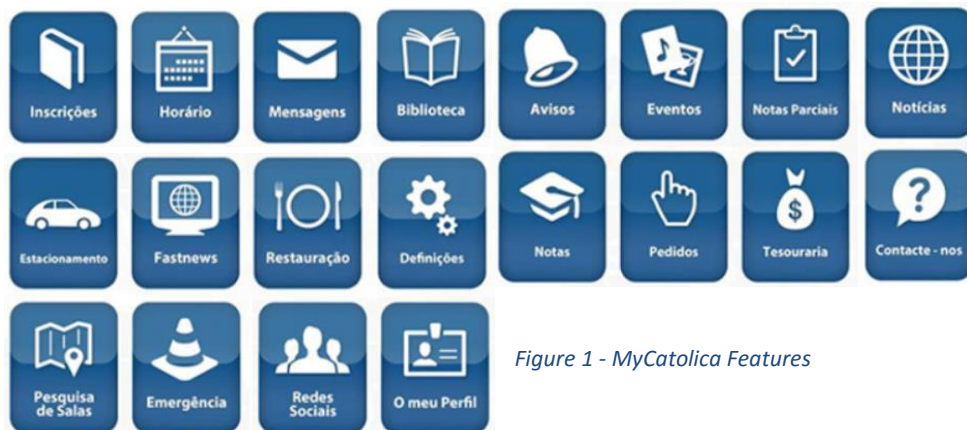 Inscrições
Horário
Mensagens
Biblioteca
Avisos
Eventos
Notas Parciais
Notícias
Estacionamento
Fastnews
Restauração
Definições
Notas
Pedidos
$
Tesouraria
?
Contacte - nos
Pesquisa
de Salas
Emergência
Redes
Sociais
O meu Perfil
Figure 1 - MyCatolica Features